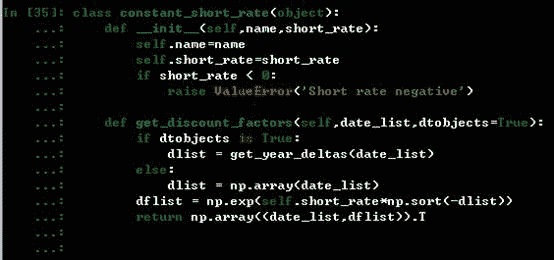 In [35]: class constant_short_rate(object):
    ...:     def __init__(self,name,short_rate):
    ...:         self.name=name
    ...:         self.short_rate=short_rate
    ...:         if short_rate < 0:
    ...:             raise ValueError('Short rate negative')
    ...:
    ...:     def get_discount_factors(self,date_list,dtobjects=True):
    ...:         if dtobjects is True:
    ...:             dlist = get_year_deltas(date_list)
    ...:         else:
    ...:             dlist = np.array(date_list)
    ...:         dflist = np.exp(self.short_rate*np.sort(-dlist))
    ...:         return np.array((date_list,dflist)).T
    ...:
    ...: